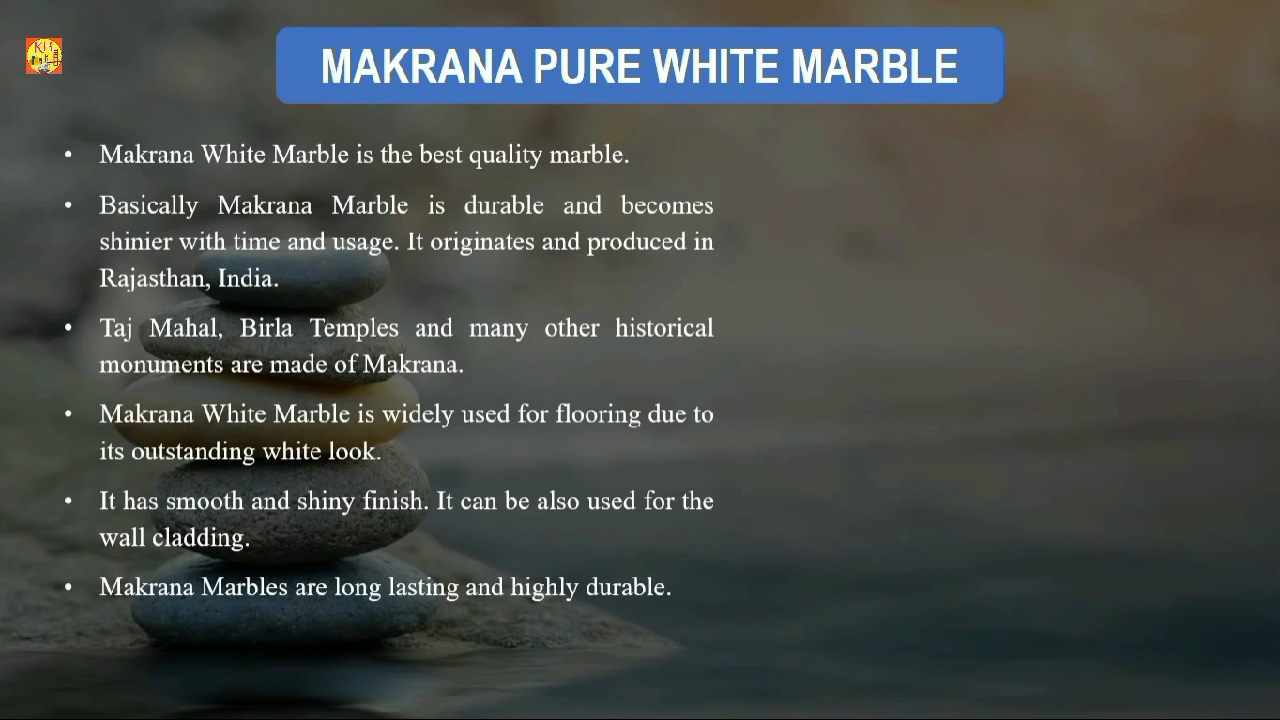 MAKRANA PURE WHITE MARBLE
• Makrana White Marble is the best quality marble.
• Basically Makrana Marble is durable and becomes
shinier with time and usage. It originates and produced in
Rajasthan, India.
• Taj Mahal, Birla Temples and many other historical
monuments are made of Makrana.
• Makrana White Marble is widely used for flooring due to
its outstanding white look.
• It has smooth and shiny finish. It can be also used for the
wall cladding.
• Makrana Marbles are long lasting and highly durable.